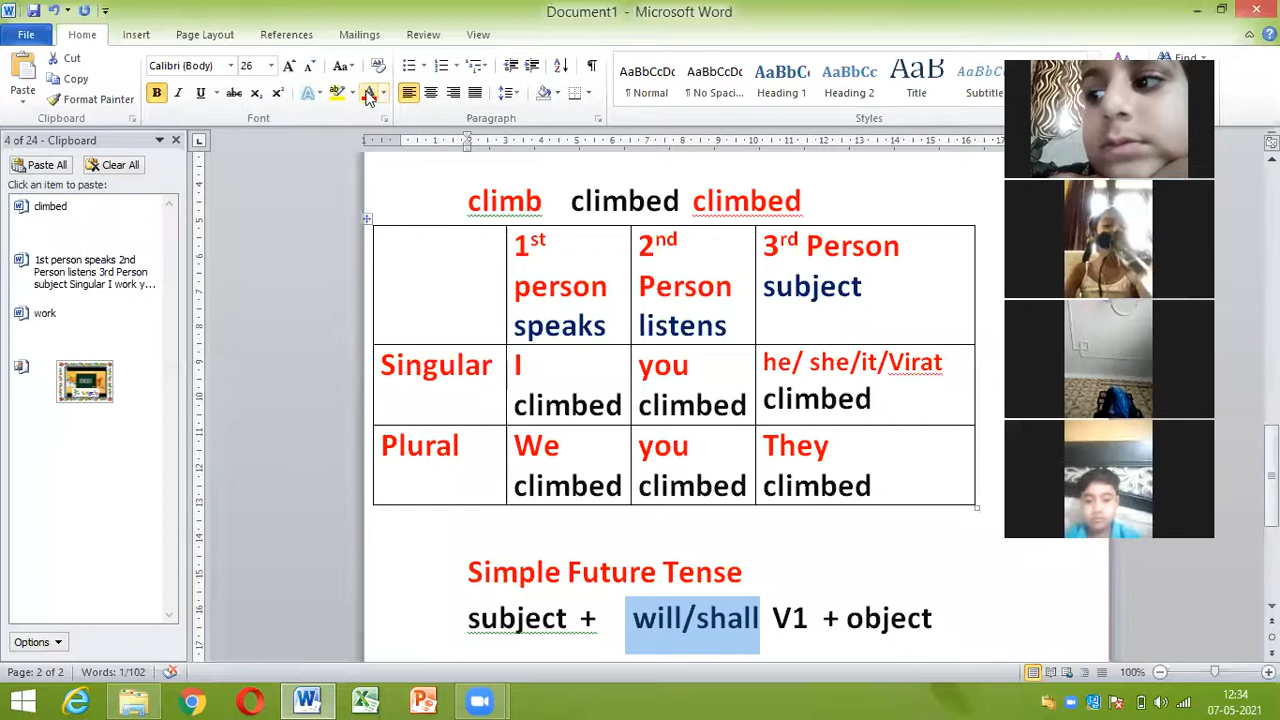 Document1 - Microsoft Word
File Home Insert Page Layout References Mailings Review View
Cut
Copy
Format Painter
Paste
Clipboard
Calibri (Body) 26
Font
Paragraph
AaBbCcDc AaBbCcDc AaBbC AaBbCc AaB AaBbCcD
¶ Normal ¶ No Spaci... Heading 1 Heading 2 Title Subtitle
Styles
Find
4 of 24 - Clipboard
Paste All Clear All
Click an item to paste:
climbed
1st person speaks 2nd
Person listens 3rd Person
subject Singular I work y...
work
Options
climb climbed climbed
1st person speaks
2nd Person listens
3rd Person subject
Singular
I climbed
you climbed
he/ she/it/Virat climbed
Plural
We climbed
you climbed
They climbed
Simple Future Tense
subject + will/shall V1 + object
Page: 2 of 2 Words: 1/102
100%
12:34
07-05-2021